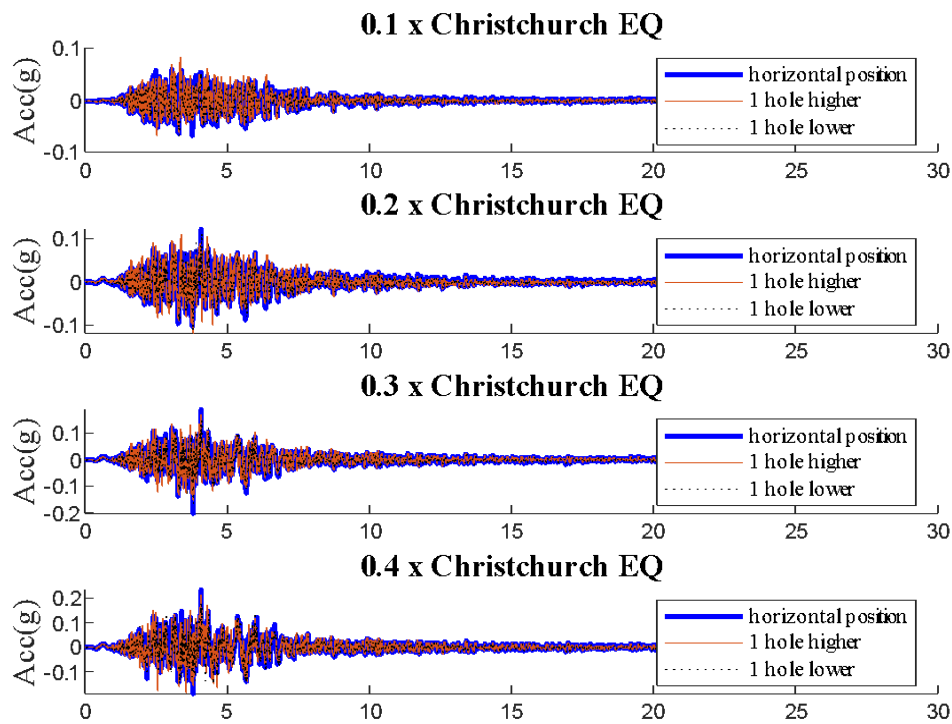 0.1 x Christchurch EQ
Acc(g)
0.1
0
-0.1
horizontal position
1 hole higher
1 hole lower
0 5 10 15 20 25 30
0.2 x Christchurch EQ
Acc(g)
0.1
0
-0.1
horizontal position
1 hole higher
1 hole lower
0 5 10 15 20 25 30
0.3 x Christchurch EQ
Acc(g)
0.1
0
-0.1
-0.2
horizontal position
1 hole higher
1 hole lower
0 5 10 15 20 25 30
0.4 x Christchurch EQ
Acc(g)
0.2
0.1
0
-0.1
horizontal position
1 hole higher
1 hole lower
0 5 10 15 20 25 30